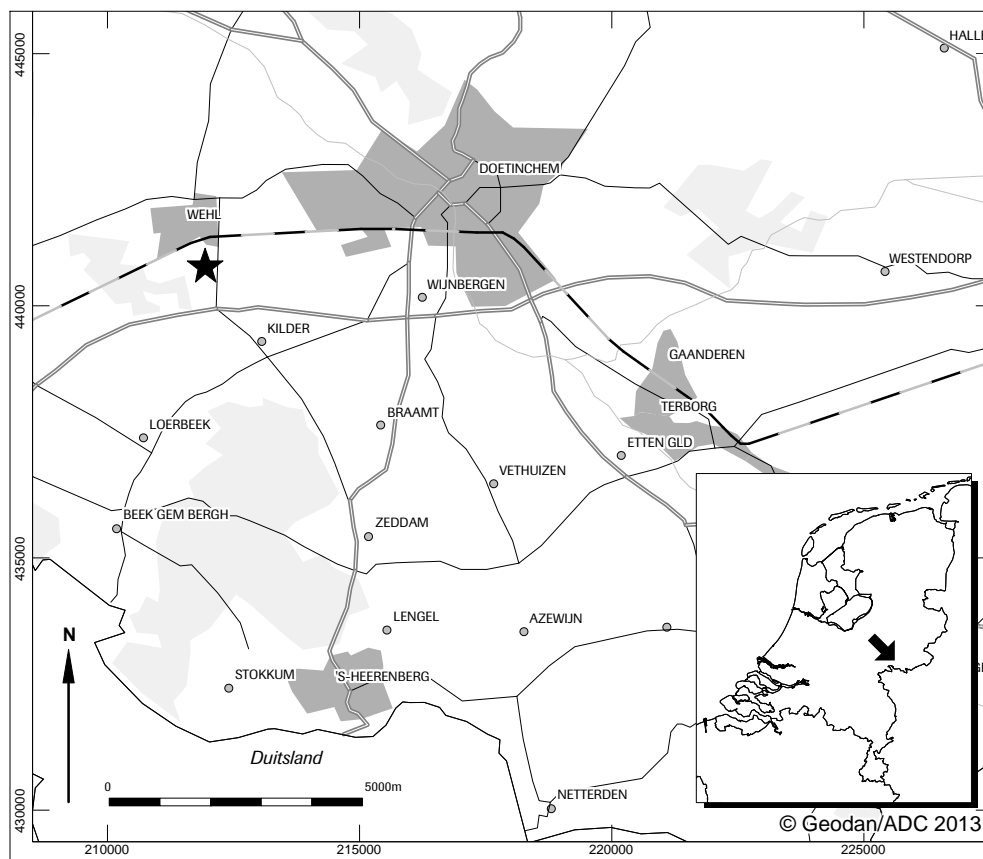 445000
HALLE
DOETINCHEM
WEHL
WESTENDORP
WIJNBERGEN
440000
KILDER
GAANDEREN
BRAAMT
TERBORG
LOERBEEK
ETTEN GLD
VETHUIZEN
BEEK GEM BERGH
ZEDDAM
435000
LENGEL
AZEWIJN
N
STOKKUM
'S-HEERENBERG
Duitsland
0
5000m
NETTERDEN
430000
© Geodan/ADC 2013
210000
215000
220000
225000